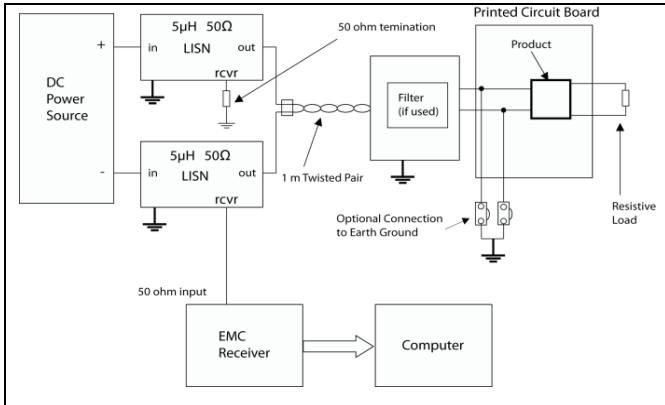 Printed Circuit Board
5µH 50Ω
LISN
in
out
rcvr
50 ohm temination
Product
+
DC
Power
Source
-
Filter
(if used)
5µH 50Ω
LISN
in
out
rcvr
1 m Twisted Pair
Optional Connection
to Earth Ground
Resistive
Load
50 ohm input
EMC
Receiver
Computer